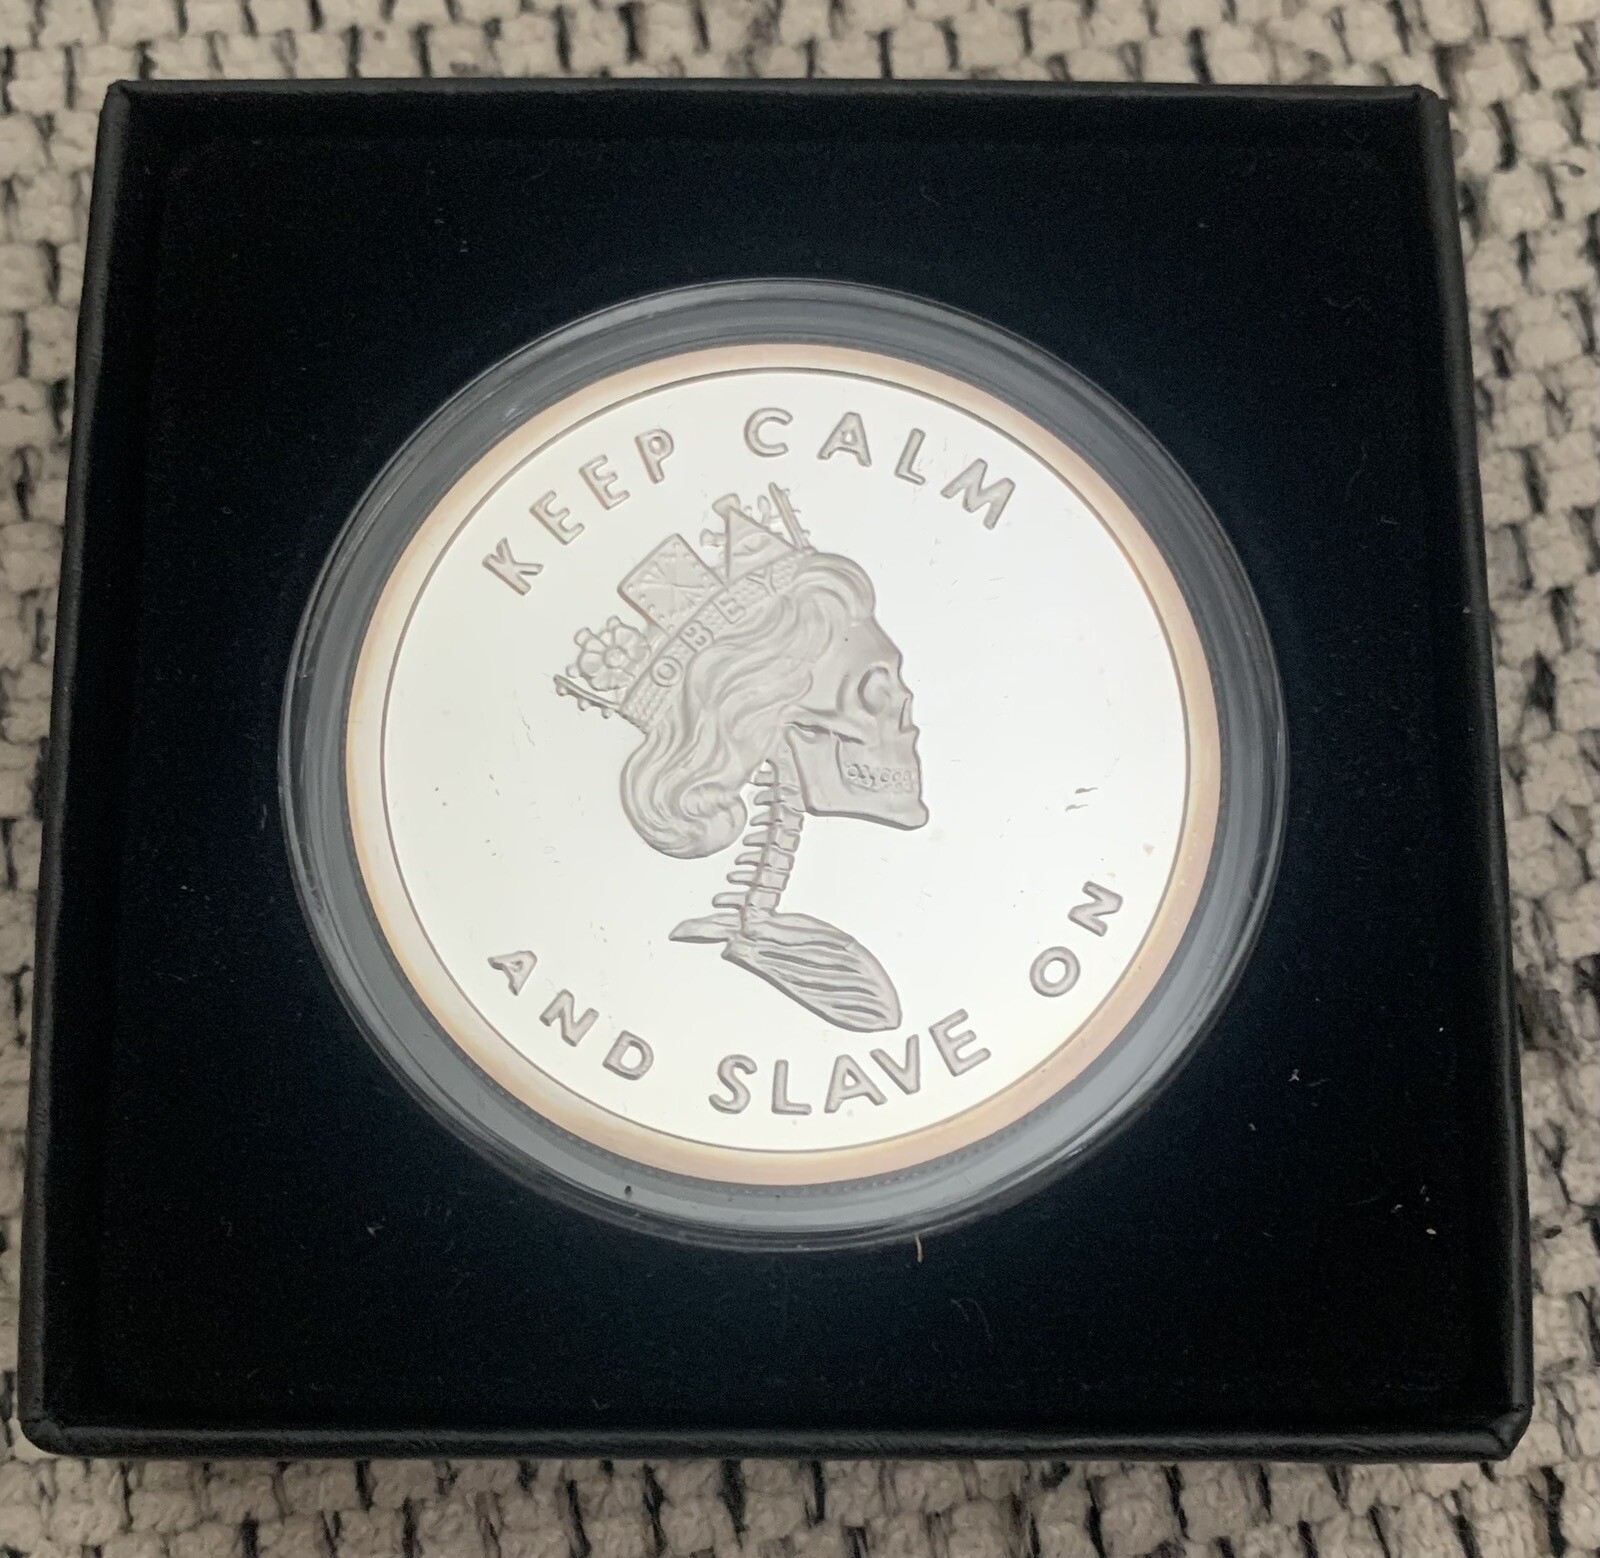 KEEP CALM
OBEY
AND SLAVE ON